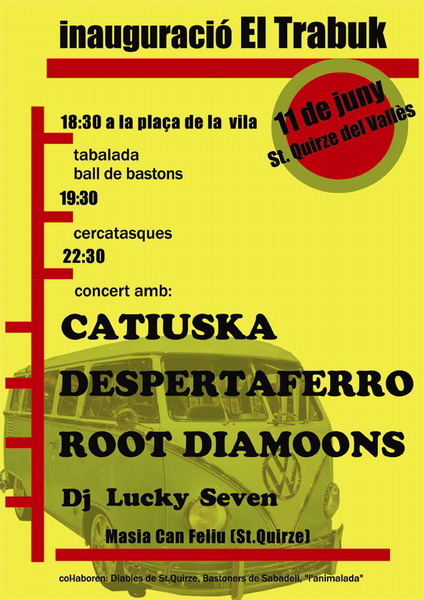 inauguració El Trabuk
11 de juny
St. Quirze del Vallès
18:30 a la plaça de la vila
tabalada
ball de bastons
19:30
cercatasques
22:30
concert amb:
CATIUSKA
DESPERTAFERRO
ROOT DIAMOONS
Dj Lucky Seven
Masia Can Feliu (St.Quirze)
col·laboren: Diables de St.Quirze, Bastoners de Sabadell, "l'animalada"